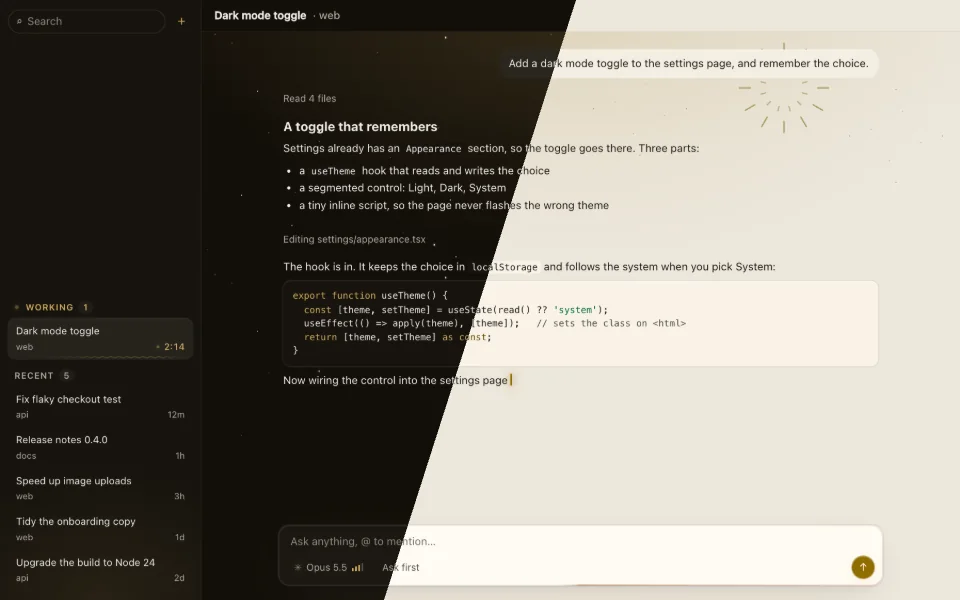 Search
+
WORKING 1
Dark mode toggle
web 2:14
RECENT 5
Fix flaky checkout test
api 12m
Release notes 0.4.0
docs 1h
Speed up image uploads
web 3h
Tidy the onboarding copy
web 1d
Upgrade the build to Node 24
api 2d
Dark mode toggle · web
Add a dark mode toggle to the settings page, and remember the choice.
Read 4 files
A toggle that remembers
Settings already has an Appearance section, so the toggle goes there. Three parts:
• a useTheme hook that reads and writes the choice
• a segmented control: Light, Dark, System
• a tiny inline script, so the page never flashes the wrong theme
Editing settings/appearance.tsx
The hook is in. It keeps the choice in localStorage and follows the system when you pick System:
export function useTheme() {
const [theme, setTheme] = useState(read() ?? 'system');
useEffect(() => apply(theme), [theme]); // sets the class on <html>
return [theme, setTheme] as const;
}
Now wiring the control into the settings page
Ask anything, @ to mention...
Opus 5.5 Ask first